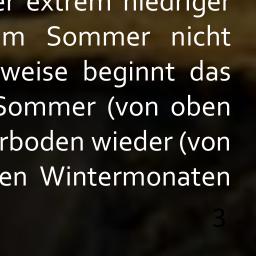 er extrem niedriger
m Sommer nicht
weise beginnt das
Sommer (von oben
rboden wieder (von
en Wintermonaten
3